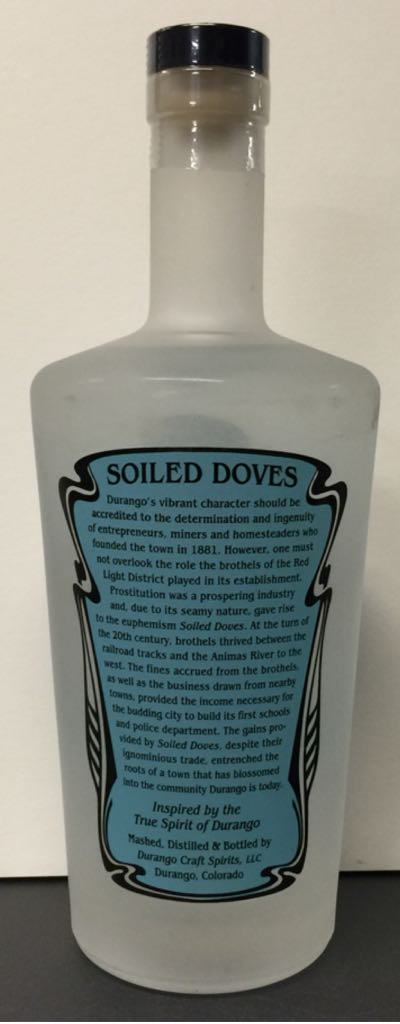 SOILED DOVES
Durango's vibrant character should be
accredited to the determination and ingenuity
of entrepreneurs, miners and homesteaders who
founded the town in 1881. However, one must
not overlook the role the brothels of the Red
Light District played in its establishment.
Prostitution was a prospering industry
and, due to its seamy nature, gave rise
to the euphemism Soiled Doves. At the turn of
the 20th century, brothels thrived between the
railroad tracks and the Animas River to the
west. The fines accrued from the brothels,
as well as the business drawn from nearby
towns, provided the income necessary for
the budding city to build its first schools
and police department. The gains pro-
vided by Soiled Doves, despite their
ignominious trade, entrenched the
roots of a town that has blossomed
into the community Durango is today.
Inspired by the
True Spirit of Durango
Mashed, Distilled & Bottled by
Durango Craft Spirits, LLC
Durango, Colorado